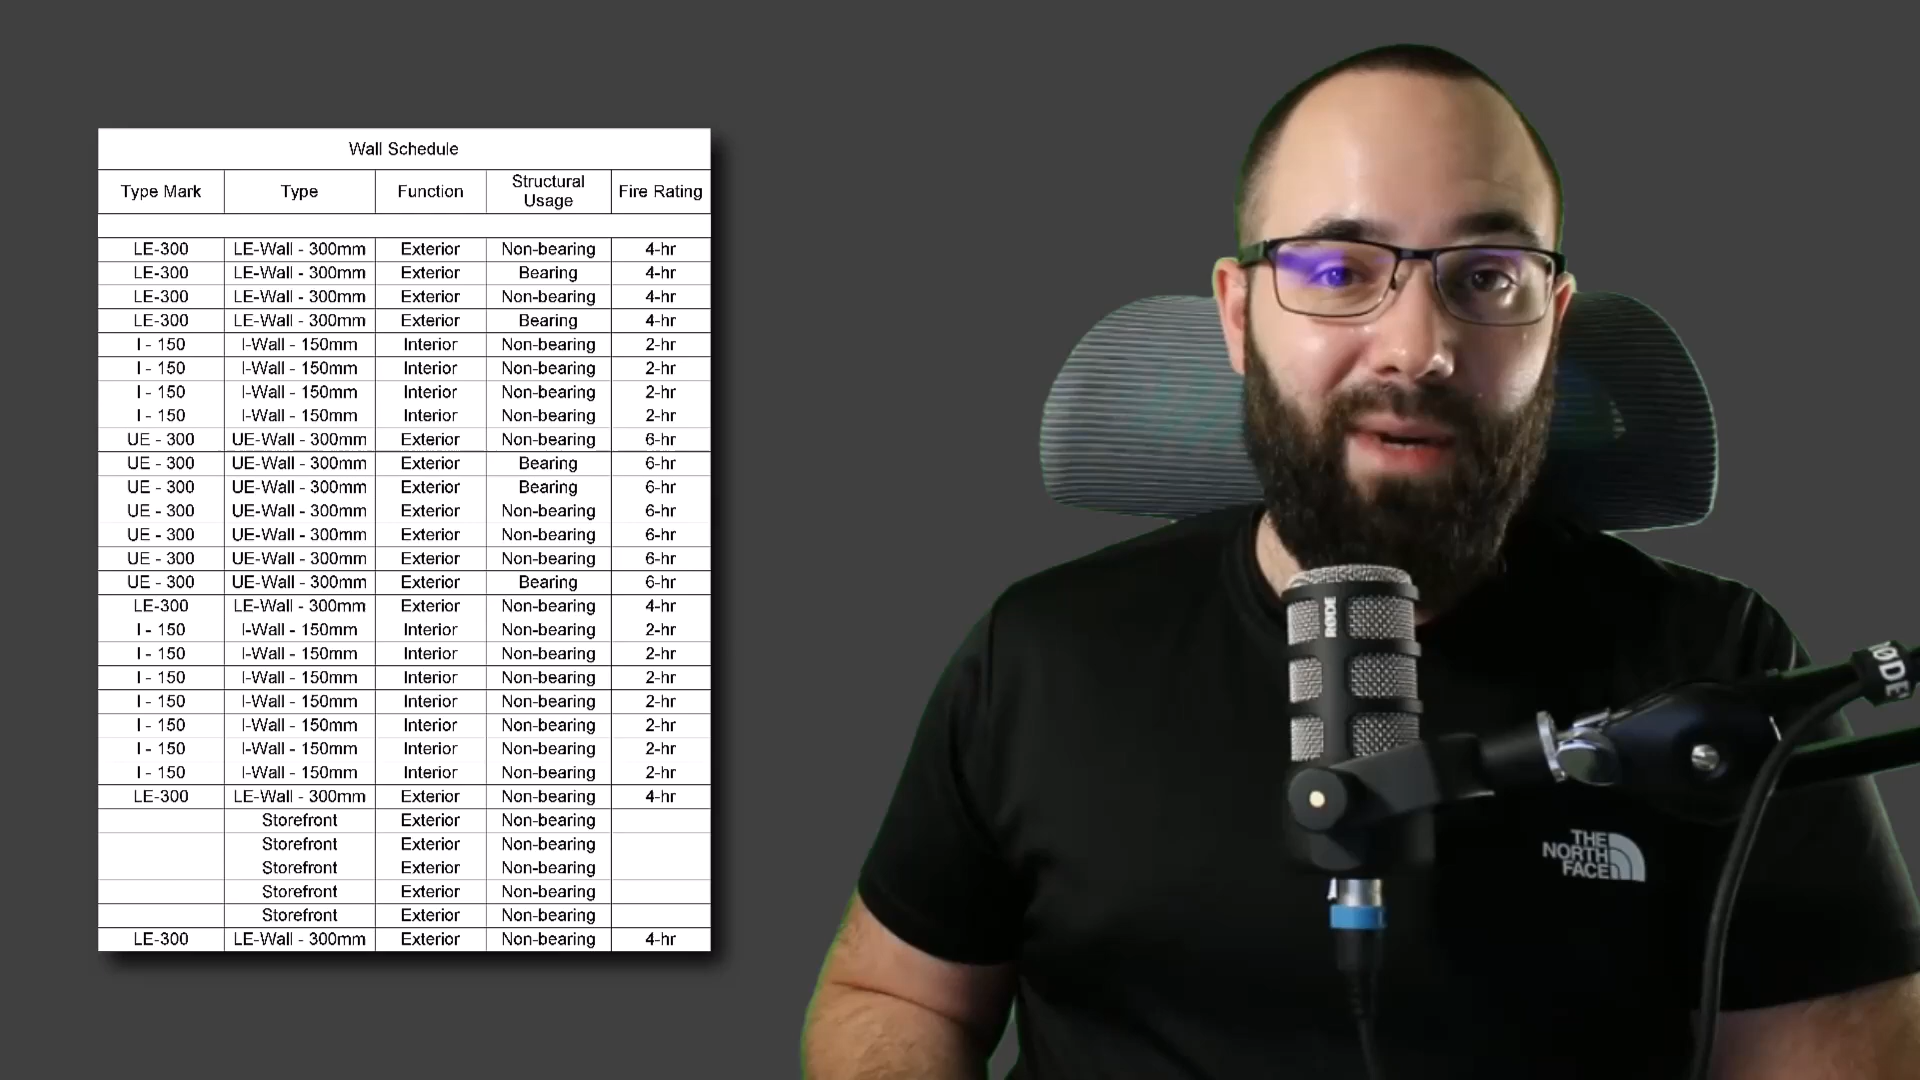 Wall Schedule
Type Mark Type Function Structural Usage Fire Rating
LE-300 LE-Wall - 300mm Exterior Non-bearing 4-hr
LE-300 LE-Wall - 300mm Exterior Bearing 4-hr
LE-300 LE-Wall - 300mm Exterior Non-bearing 4-hr
LE-300 LE-Wall - 300mm Exterior Bearing 4-hr
I - 150 I-Wall - 150mm Interior Non-bearing 2-hr
I - 150 I-Wall - 150mm Interior Non-bearing 2-hr
I - 150 I-Wall - 150mm Interior Non-bearing 2-hr
I - 150 I-Wall - 150mm Interior Non-bearing 2-hr
UE - 300 UE-Wall - 300mm Exterior Non-bearing 6-hr
UE - 300 UE-Wall - 300mm Exterior Bearing 6-hr
UE - 300 UE-Wall - 300mm Exterior Bearing 6-hr
UE - 300 UE-Wall - 300mm Exterior Non-bearing 6-hr
UE - 300 UE-Wall - 300mm Exterior Non-bearing 6-hr
UE - 300 UE-Wall - 300mm Exterior Non-bearing 6-hr
UE - 300 UE-Wall - 300mm Exterior Bearing 6-hr
LE-300 LE-Wall - 300mm Exterior Non-bearing 4-hr
I - 150 I-Wall - 150mm Interior Non-bearing 2-hr
I - 150 I-Wall - 150mm Interior Non-bearing 2-hr
I - 150 I-Wall - 150mm Interior Non-bearing 2-hr
I - 150 I-Wall - 150mm Interior Non-bearing 2-hr
I - 150 I-Wall - 150mm Interior Non-bearing 2-hr
I - 150 I-Wall - 150mm Interior Non-bearing 2-hr
I - 150 I-Wall - 150mm Interior Non-bearing 2-hr
LE-300 LE-Wall - 300mm Exterior Non-bearing 4-hr
Storefront Exterior Non-bearing
Storefront Exterior Non-bearing
Storefront Exterior Non-bearing
Storefront Exterior Non-bearing
Storefront Exterior Non-bearing
LE-300 LE-Wall - 300mm Exterior Non-bearing 4-hr
RØDE
RØDE
THE
NORTH
FACE